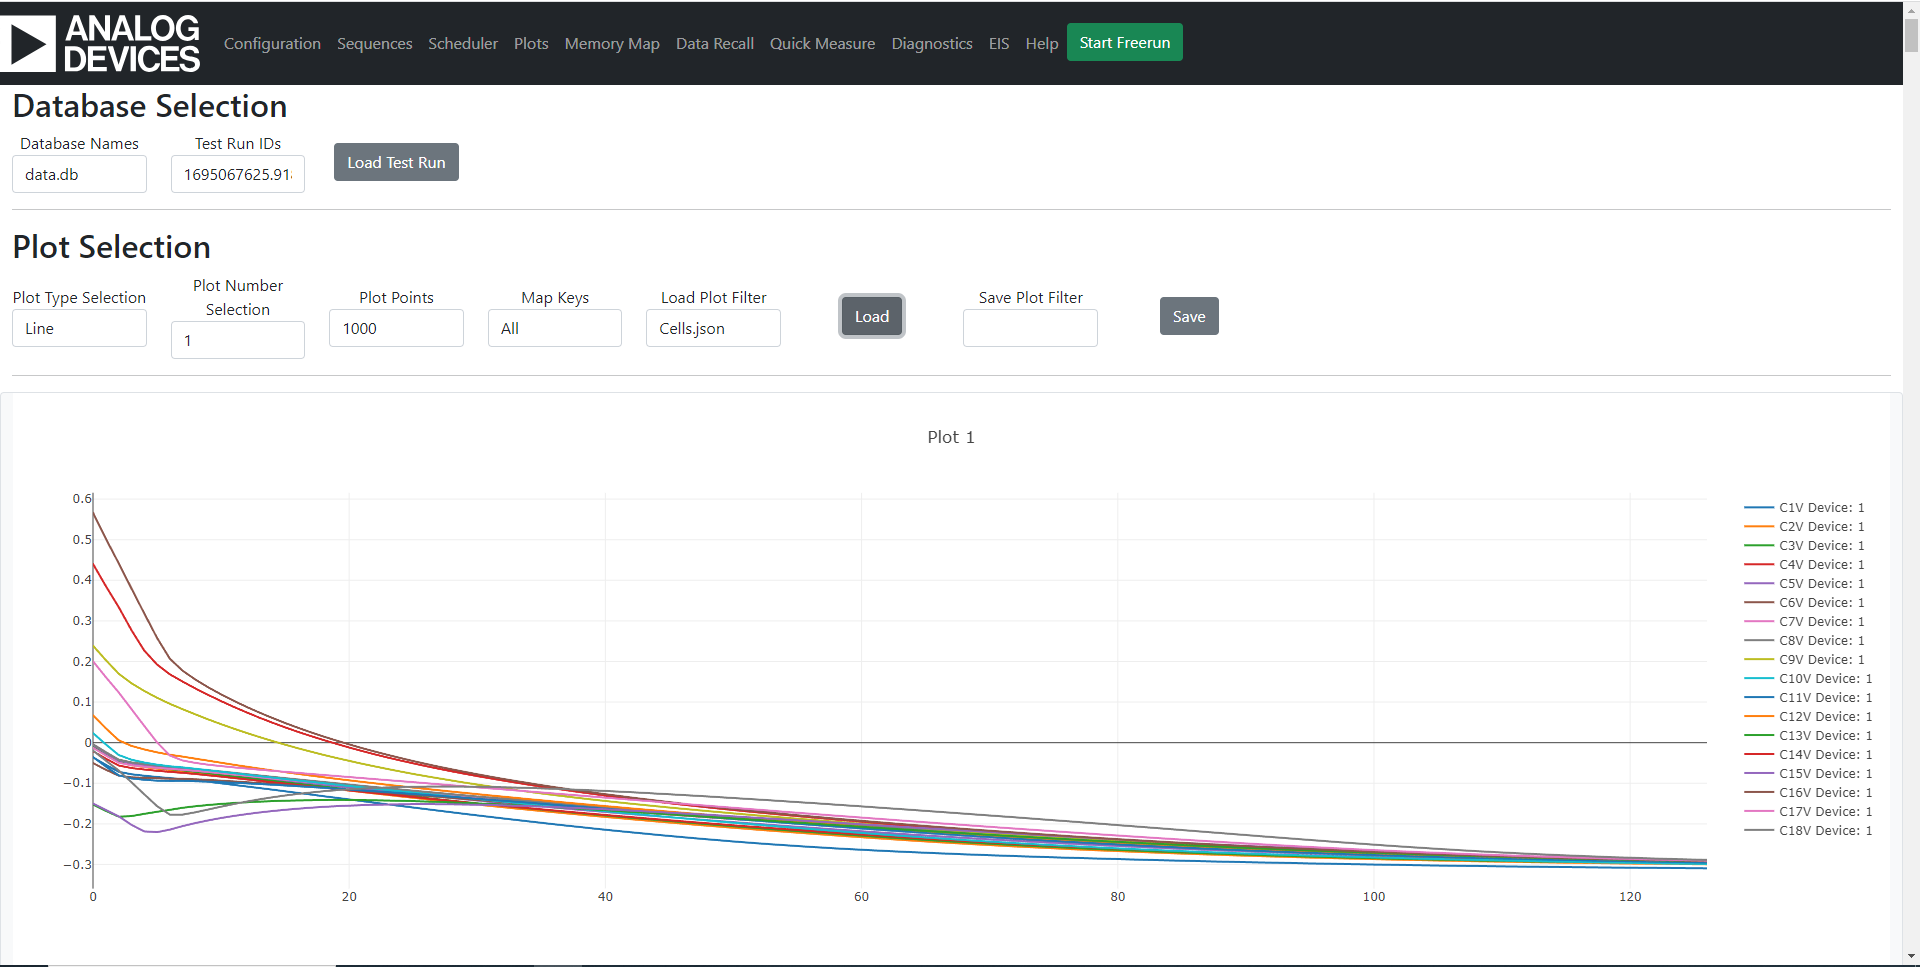 ANALOG
DEVICES
Configuration Sequences Scheduler Plots Memory Map Data Recall Quick Measure Diagnostics EIS Help Start Freerun
Database Selection
Database Names Test Run IDs
data.db 1695067625.91 Load Test Run
Plot Selection
Plot Type Selection Plot Number Selection Plot Points Map Keys Load Plot Filter Save Plot Filter
Line 1 1000 All Cells.json Load Save
Plot 1
0.6
0.5
0.4
0.3
0.2
0.1
0
−0.1
−0.2
−0.3
0 20 40 60 80 100 120
C1V Device: 1
C2V Device: 1
C3V Device: 1
C4V Device: 1
C5V Device: 1
C6V Device: 1
C7V Device: 1
C8V Device: 1
C9V Device: 1
C10V Device: 1
C11V Device: 1
C12V Device: 1
C13V Device: 1
C14V Device: 1
C15V Device: 1
C16V Device: 1
C17V Device: 1
C18V Device: 1